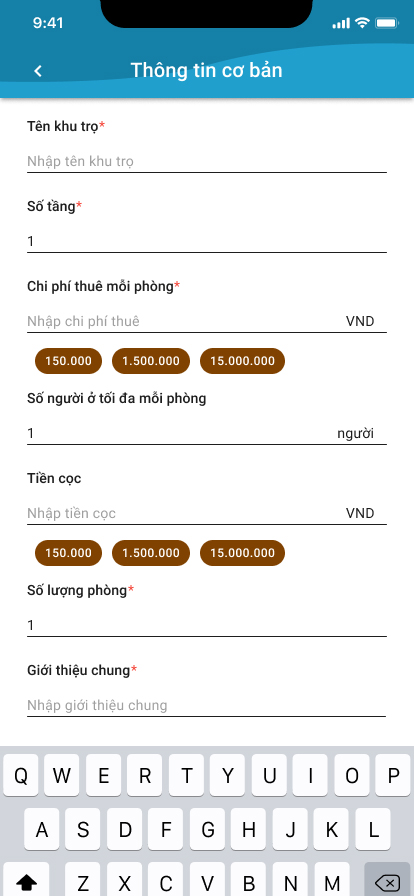 9:41
Thông tin cơ bản
Tên khu trọ*
Nhập tên khu trọ
Số tầng*
1
Chi phí thuê mỗi phòng*
Nhập chi phí thuê VND
150.000 1.500.000 15.000.000
Số người ở tối đa mỗi phòng
1 người
Tiền cọc
Nhập tiền cọc VND
150.000 1.500.000 15.000.000
Số lượng phòng*
1
Giới thiệu chung*
Nhập giới thiệu chung
Q W E R T Y U I O P
A S D F G H J K L
Z X C V B N M